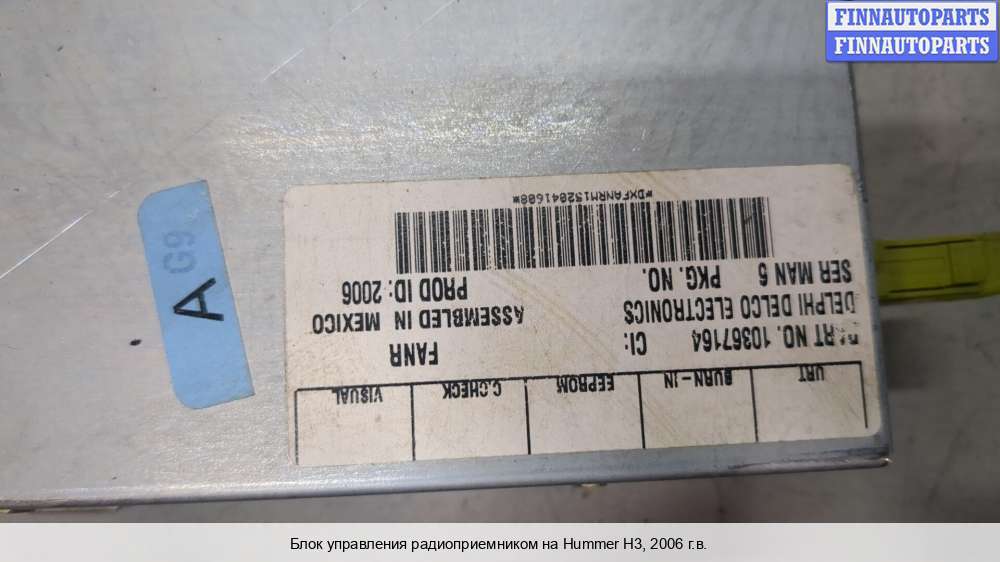 FINNAUTOPARTS
FINNAUTOPARTS
A G9
URT BURN-IN EEPROM C.CHECK VISUAL
RT NO. 10367164 CI: FANR
DELPHI DELCO ELECTRONICS ASSEMBLED IN MEXICO
SER MAN 6 PKG. NO. PROD ID: 2006
*DXFANRM152041608*
Блок управления радиоприемником на Hummer H3, 2006 г.в.